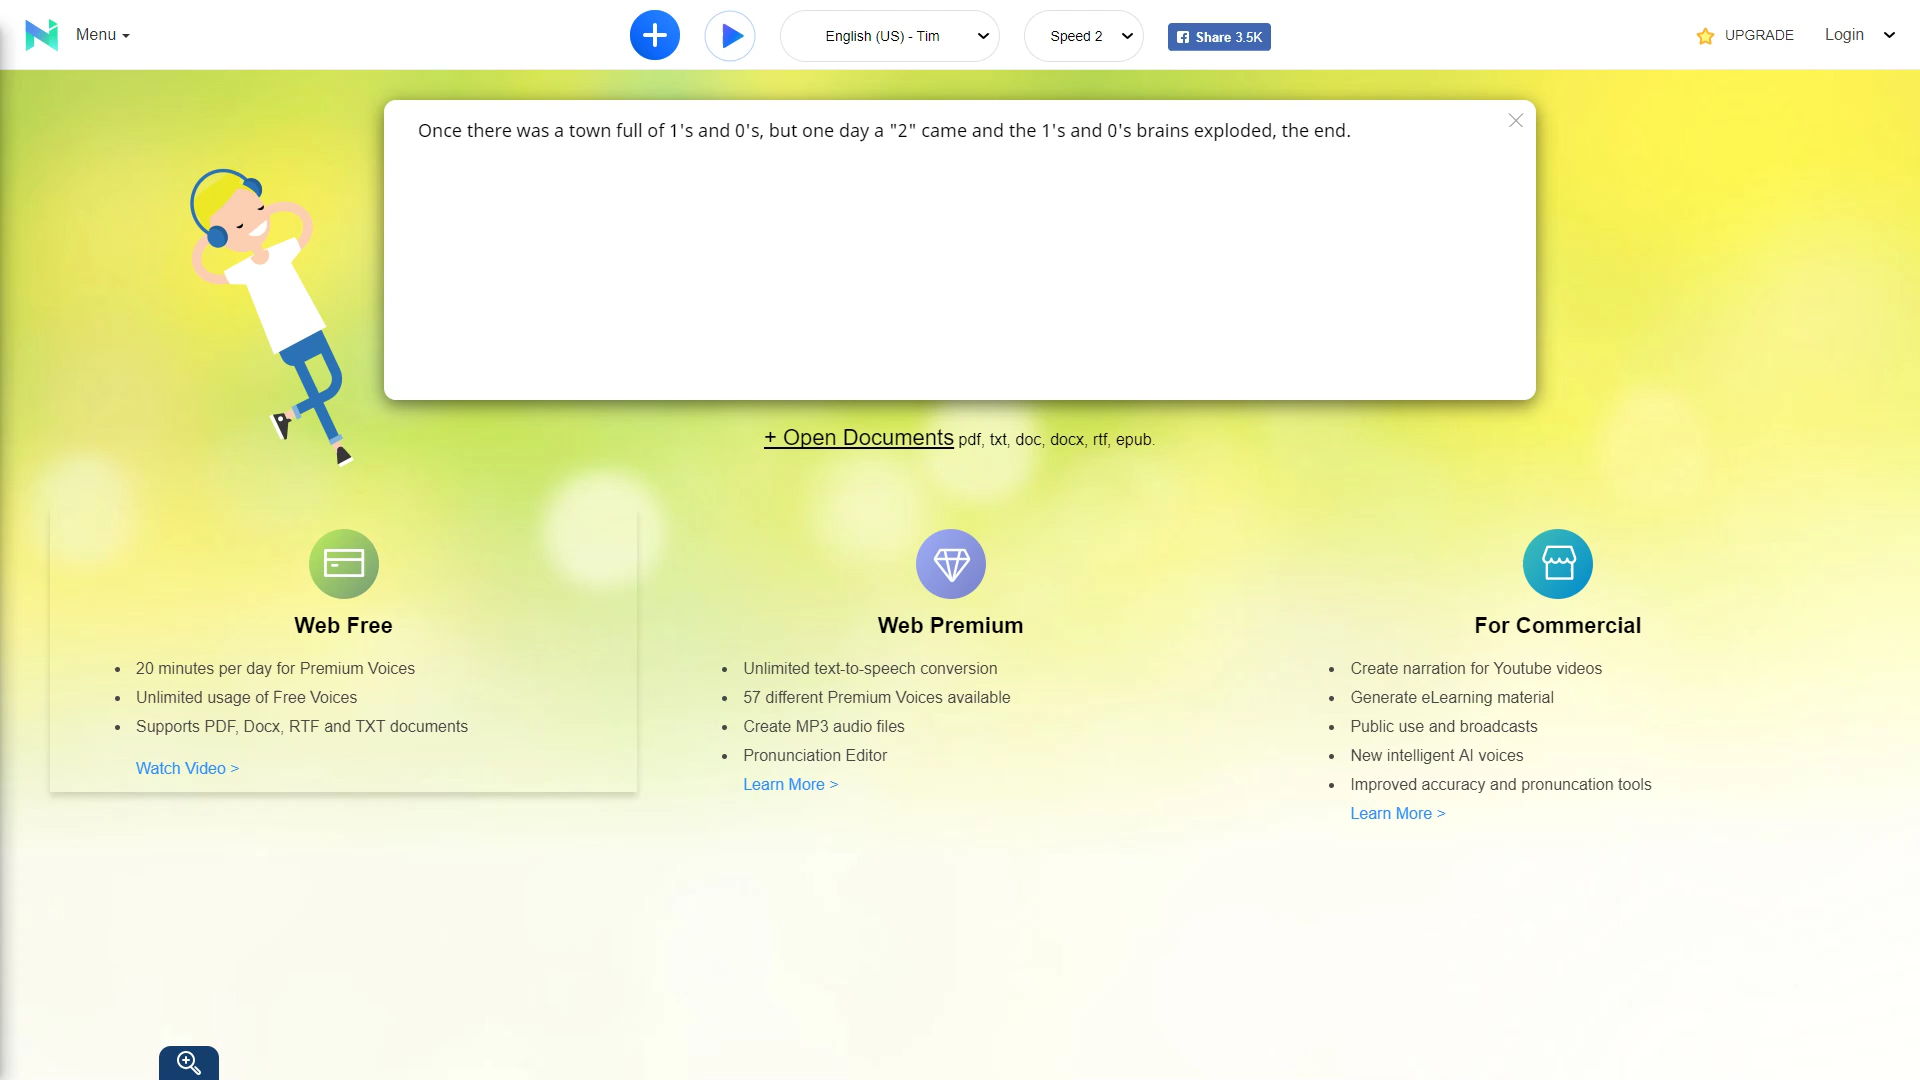 Menu
English (US) - Tim
Speed 2
Share 3.5K
UPGRADE
Login
Once there was a town full of 1's and 0's, but one day a "2" came and the 1's and 0's brains exploded, the end.
+ Open Documents pdf, txt, doc, docx, rtf, epub.
Web Free
20 minutes per day for Premium Voices
Unlimited usage of Free Voices
Supports PDF, Docx, RTF and TXT documents
Watch Video >
Web Premium
Unlimited text-to-speech conversion
57 different Premium Voices available
Create MP3 audio files
Pronunciation Editor
Learn More >
For Commercial
Create narration for Youtube videos
Generate eLearning material
Public use and broadcasts
New intelligent AI voices
Improved accuracy and pronuncation tools
Learn More >